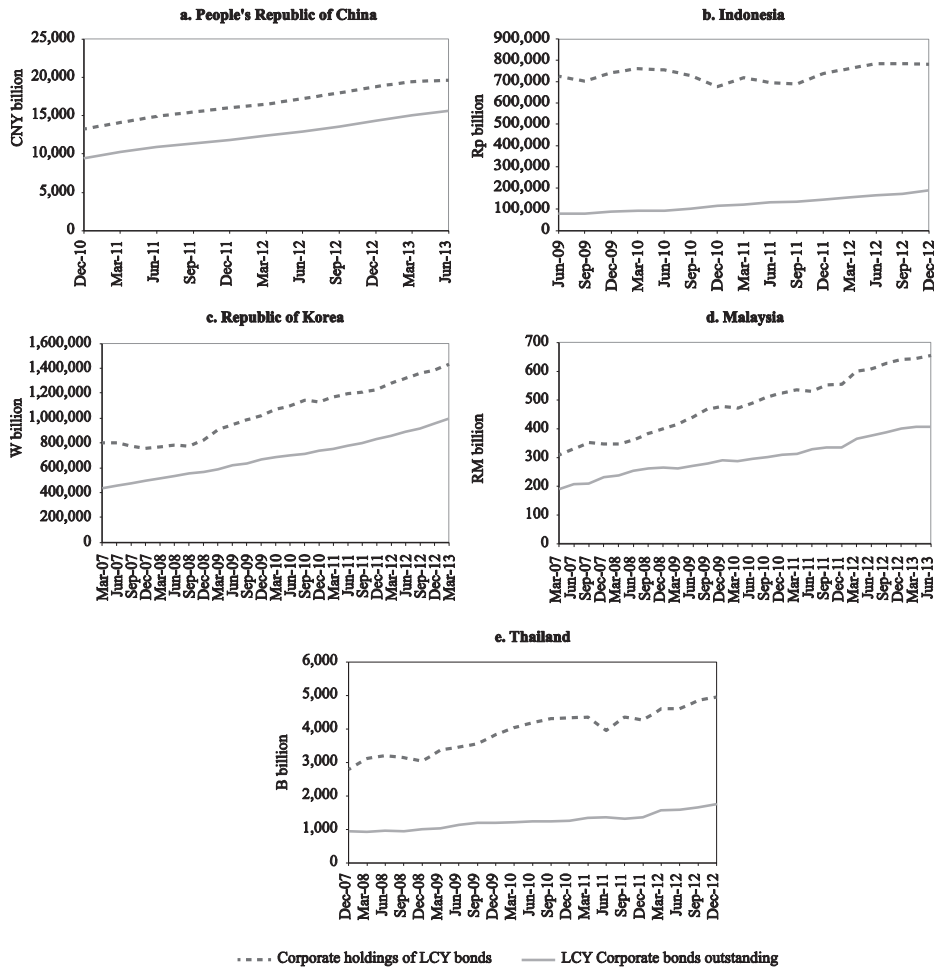 a. People's Republic of China
CNY billion
25,000
20,000
15,000
10,000
5,000
0
Dec-10
Mar-11
Jun-11
Sep-11
Dec-11
Mar-12
Jun-12
Sep-12
Dec-12
Mar-13
Jun-13
b. Indonesia
Rp billion
900,000
800,000
700,000
600,000
500,000
400,000
300,000
200,000
100,000
0
Jun-09
Sep-09
Dec-09
Mar-10
Jun-10
Sep-10
Dec-10
Mar-11
Jun-11
Sep-11
Dec-11
Mar-12
Jun-12
Sep-12
Dec-12
c. Republic of Korea
W billion
1,600,000
1,400,000
1,200,000
1,000,000
800,000
600,000
400,000
200,000
0
Mar-07
Jun-07
Sep-07
Dec-07
Mar-08
Jun-08
Sep-08
Dec-08
Mar-09
Jun-09
Sep-09
Dec-09
Mar-10
Jun-10
Sep-10
Dec-10
Mar-11
Jun-11
Sep-11
Dec-11
Mar-12
Jun-12
Sep-12
Dec-12
Mar-13
d. Malaysia
RM billion
700
600
500
400
300
200
100
0
Mar-07
Jun-07
Sep-07
Dec-07
Mar-08
Jun-08
Sep-08
Dec-08
Mar-09
Jun-09
Sep-09
Dec-09
Mar-10
Jun-10
Sep-10
Dec-10
Mar-11
Jun-11
Sep-11
Dec-11
Mar-12
Jun-12
Sep-12
Dec-12
Mar-13
Jun-13
e. Thailand
B billion
6,000
5,000
4,000
3,000
2,000
1,000
0
Dec-07
Mar-08
Jun-08
Sep-08
Dec-08
Mar-09
Jun-09
Sep-09
Dec-09
Mar-10
Jun-10
Sep-10
Dec-10
Mar-11
Jun-11
Sep-11
Dec-11
Mar-12
Jun-12
Sep-12
Dec-12
Corporate holdings of LCY bonds
LCY Corporate bonds outstanding